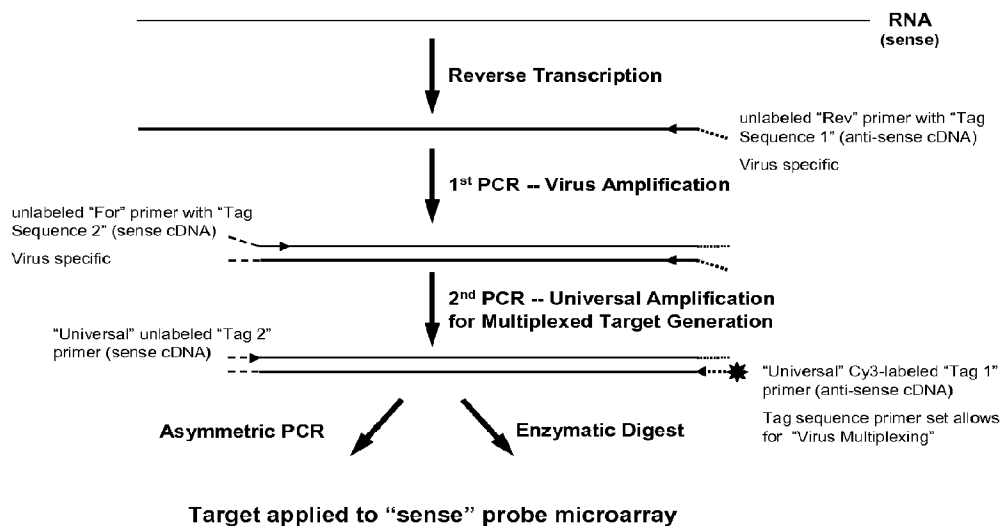 RNA
(sense)
Reverse Transcription
unlabeled “Rev” primer with “Tag
Sequence 1” (anti-sense cDNA)
Virus specific
1st PCR -- Virus Amplification
unlabeled “For” primer with “Tag
Sequence 2” (sense cDNA)
Virus specific
2nd PCR -- Universal Amplification
for Multiplexed Target Generation
“Universal” unlabeled “Tag 2”
primer (sense cDNA)
“Universal” Cy3-labeled “Tag 1”
primer (anti-sense cDNA)
Tag sequence primer set allows
for “Virus Multiplexing”
Asymmetric PCR
Enzymatic Digest
Target applied to “sense” probe microarray